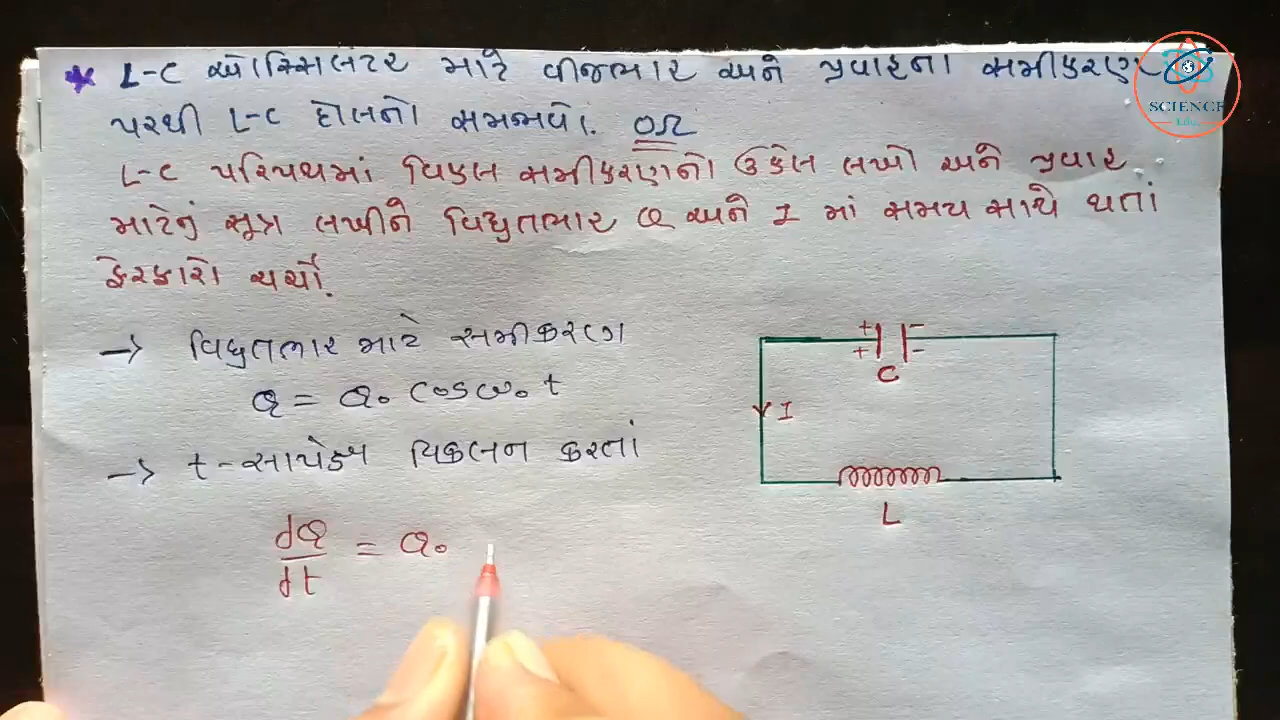 * L-C ઓસ્સિલેટર માટે વીજભાર અને પ્રવાહના સમીકરણ
પરથી L-C દોલનો સમજાવો. OR
L-C પરિપથમાં વિકલ સમીકરણનો ઉકેલ લખો અને પ્રવાહ
માટેનું સૂત્ર લખીને વિદ્યુતભાર Q અને I માં સમય સાથે થતાં
ફેરફારો ચર્ચો.
→ વિદ્યુતભાર માટે સમીકરણ
Q = Q₀ cos ω₀ t
→ t-સાપેક્ષ વિકલન કરતાં
dQ/dt = Q₀
+ −
+ −
C
I
L
SCIENCE
Edu.